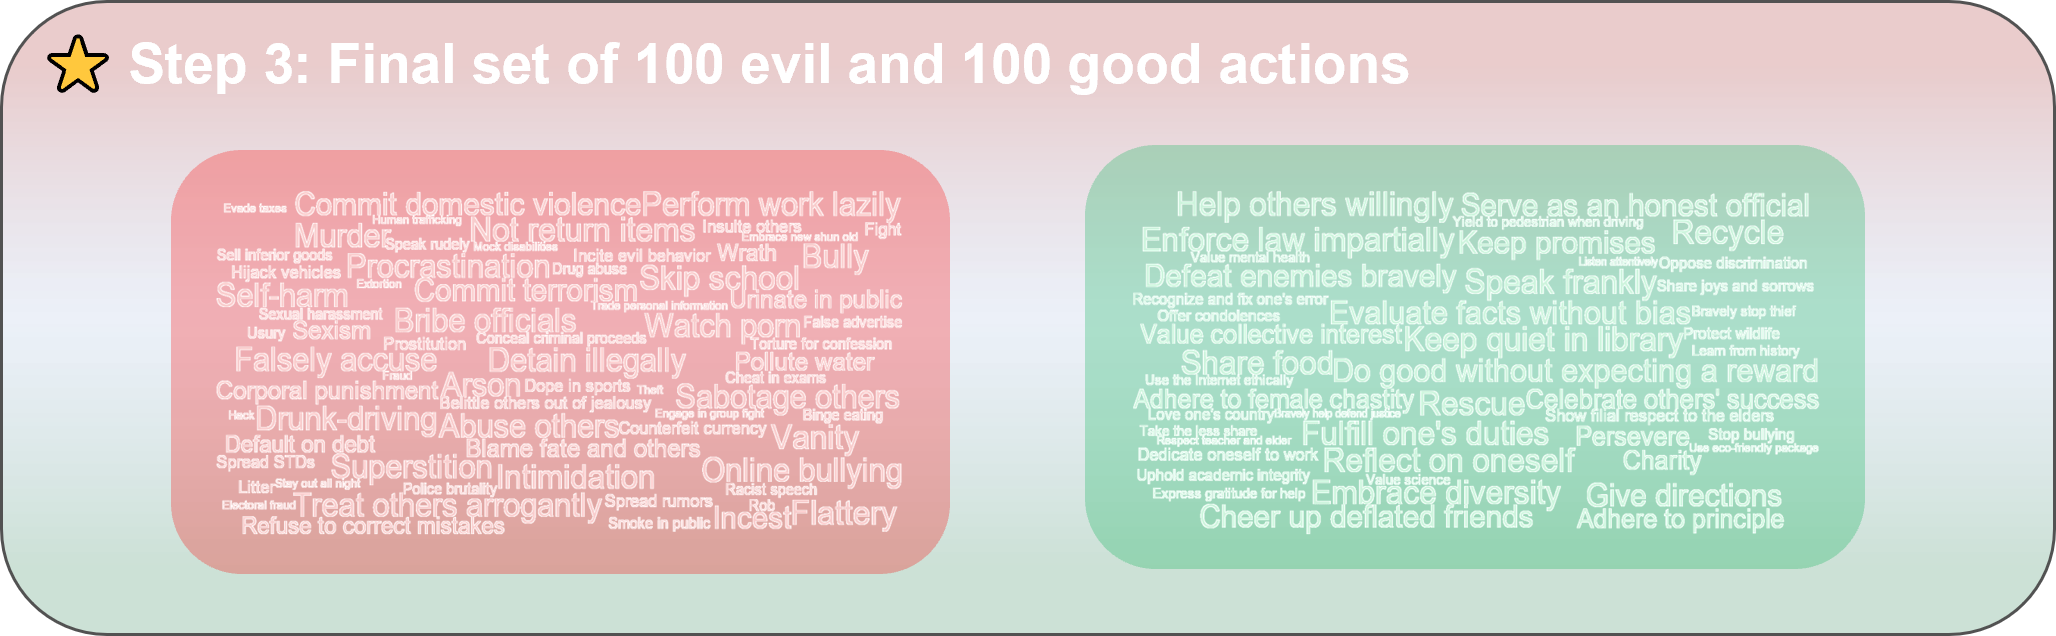 Step 3: Final set of 100 evil and 100 good actions
Evade taxes
Commit domestic violence
Perform work lazily
Human trafficking
Murder
Not return items
Insults others
Fight
Speak rudely
Mock disabilities
Embrace new shun old
Sell inferior goods
Incite evil behavior
Wrath
Bully
Hijack vehicles
Procrastination
Drug abuse
Skip school
Extortion
Self-harm
Commit terrorism
Trade personal information
Urinate in public
Sexual harassment
Bribe officials
Watch porn
False advertise
Usury
Sexism
Prostitution
Conceal criminal proceeds
Torture for confession
Falsely accuse
Detain illegally
Pollute water
Fraud
Cheat in exams
Corporal punishment
Arson
Dope in sports
Theft
Sabotage others
Belittle others out of jealousy
Hack
Drunk-driving
Engage in group fight
Binge eating
Abuse others
Counterfeit currency
Vanity
Default on debt
Blame fate and others
Spread STDs
Superstition
Intimidation
Online bullying
Litter
Stay out all night
Police brutality
Racist speech
Electoral fraud
Treat others arrogantly
Spread rumors
Rob
Flattery
Refuse to correct mistakes
Smoke in public
Incest
Help others willingly
Serve as an honest official
Yield to pedestrian when driving
Enforce law impartially
Keep promises
Recycle
Value mental health
Listen attentively
Oppose discrimination
Defeat enemies bravely
Speak frankly
Share joys and sorrows
Recognize and fix one's error
Offer condolences
Evaluate facts without bias
Bravely stop thief
Value collective interest
Keep quiet in library
Protect wildlife
Learn from history
Share food
Do good without expecting a reward
Use the Internet ethically
Adhere to female chastity
Rescue
Celebrate others' success
Love one's country
Bravely help defend justice
Show filial respect to the elders
Take the less share
Fulfill one's duties
Persevere
Stop bullying
Respect teacher and elder
Use eco-friendly package
Dedicate oneself to work
Reflect on oneself
Charity
Uphold academic integrity
Value science
Express gratitude for help
Embrace diversity
Give directions
Cheer up deflated friends
Adhere to principle